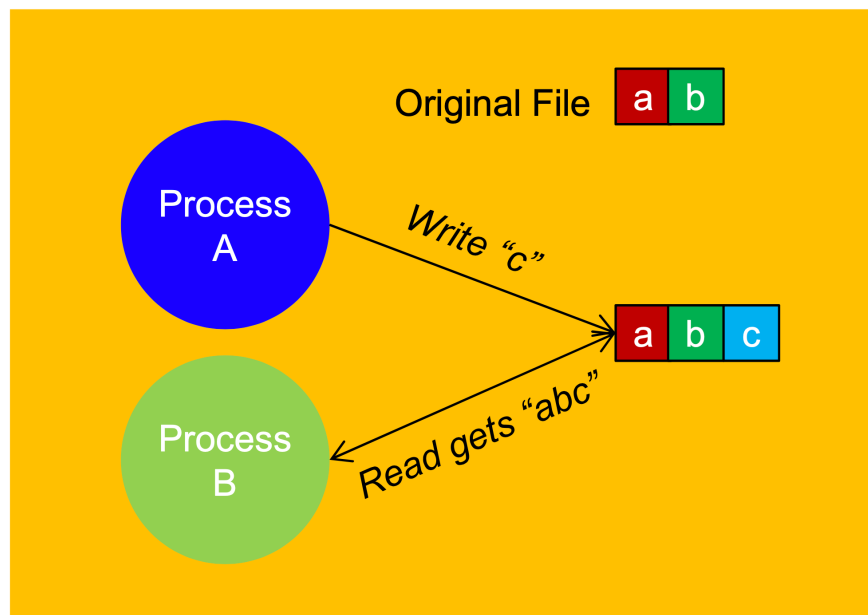 Original File
a b
Process
A
Write “c”
a b c
Process
B
Read gets “abc”